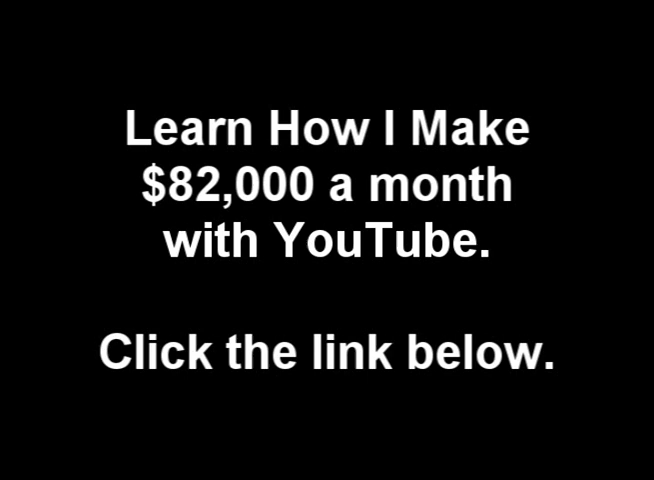 Learn How I Make
$82,000 a month
with YouTube.
Click the link below.